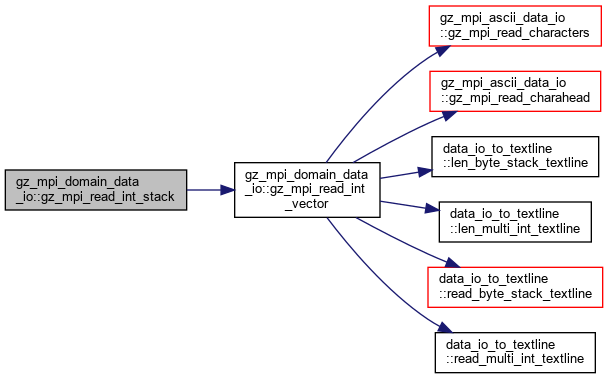 gz_mpi_domain_data
_io::gz_mpi_read_int_stack
gz_mpi_domain_data
_io::gz_mpi_read_int
_vector
gz_mpi_ascii_data_io
::gz_mpi_read_characters
gz_mpi_ascii_data_io
::gz_mpi_read_charahead
data_io_to_textline
::len_byte_stack_textline
data_io_to_textline
::len_multi_int_textline
data_io_to_textline
::read_byte_stack_textline
data_io_to_textline
::read_multi_int_textline